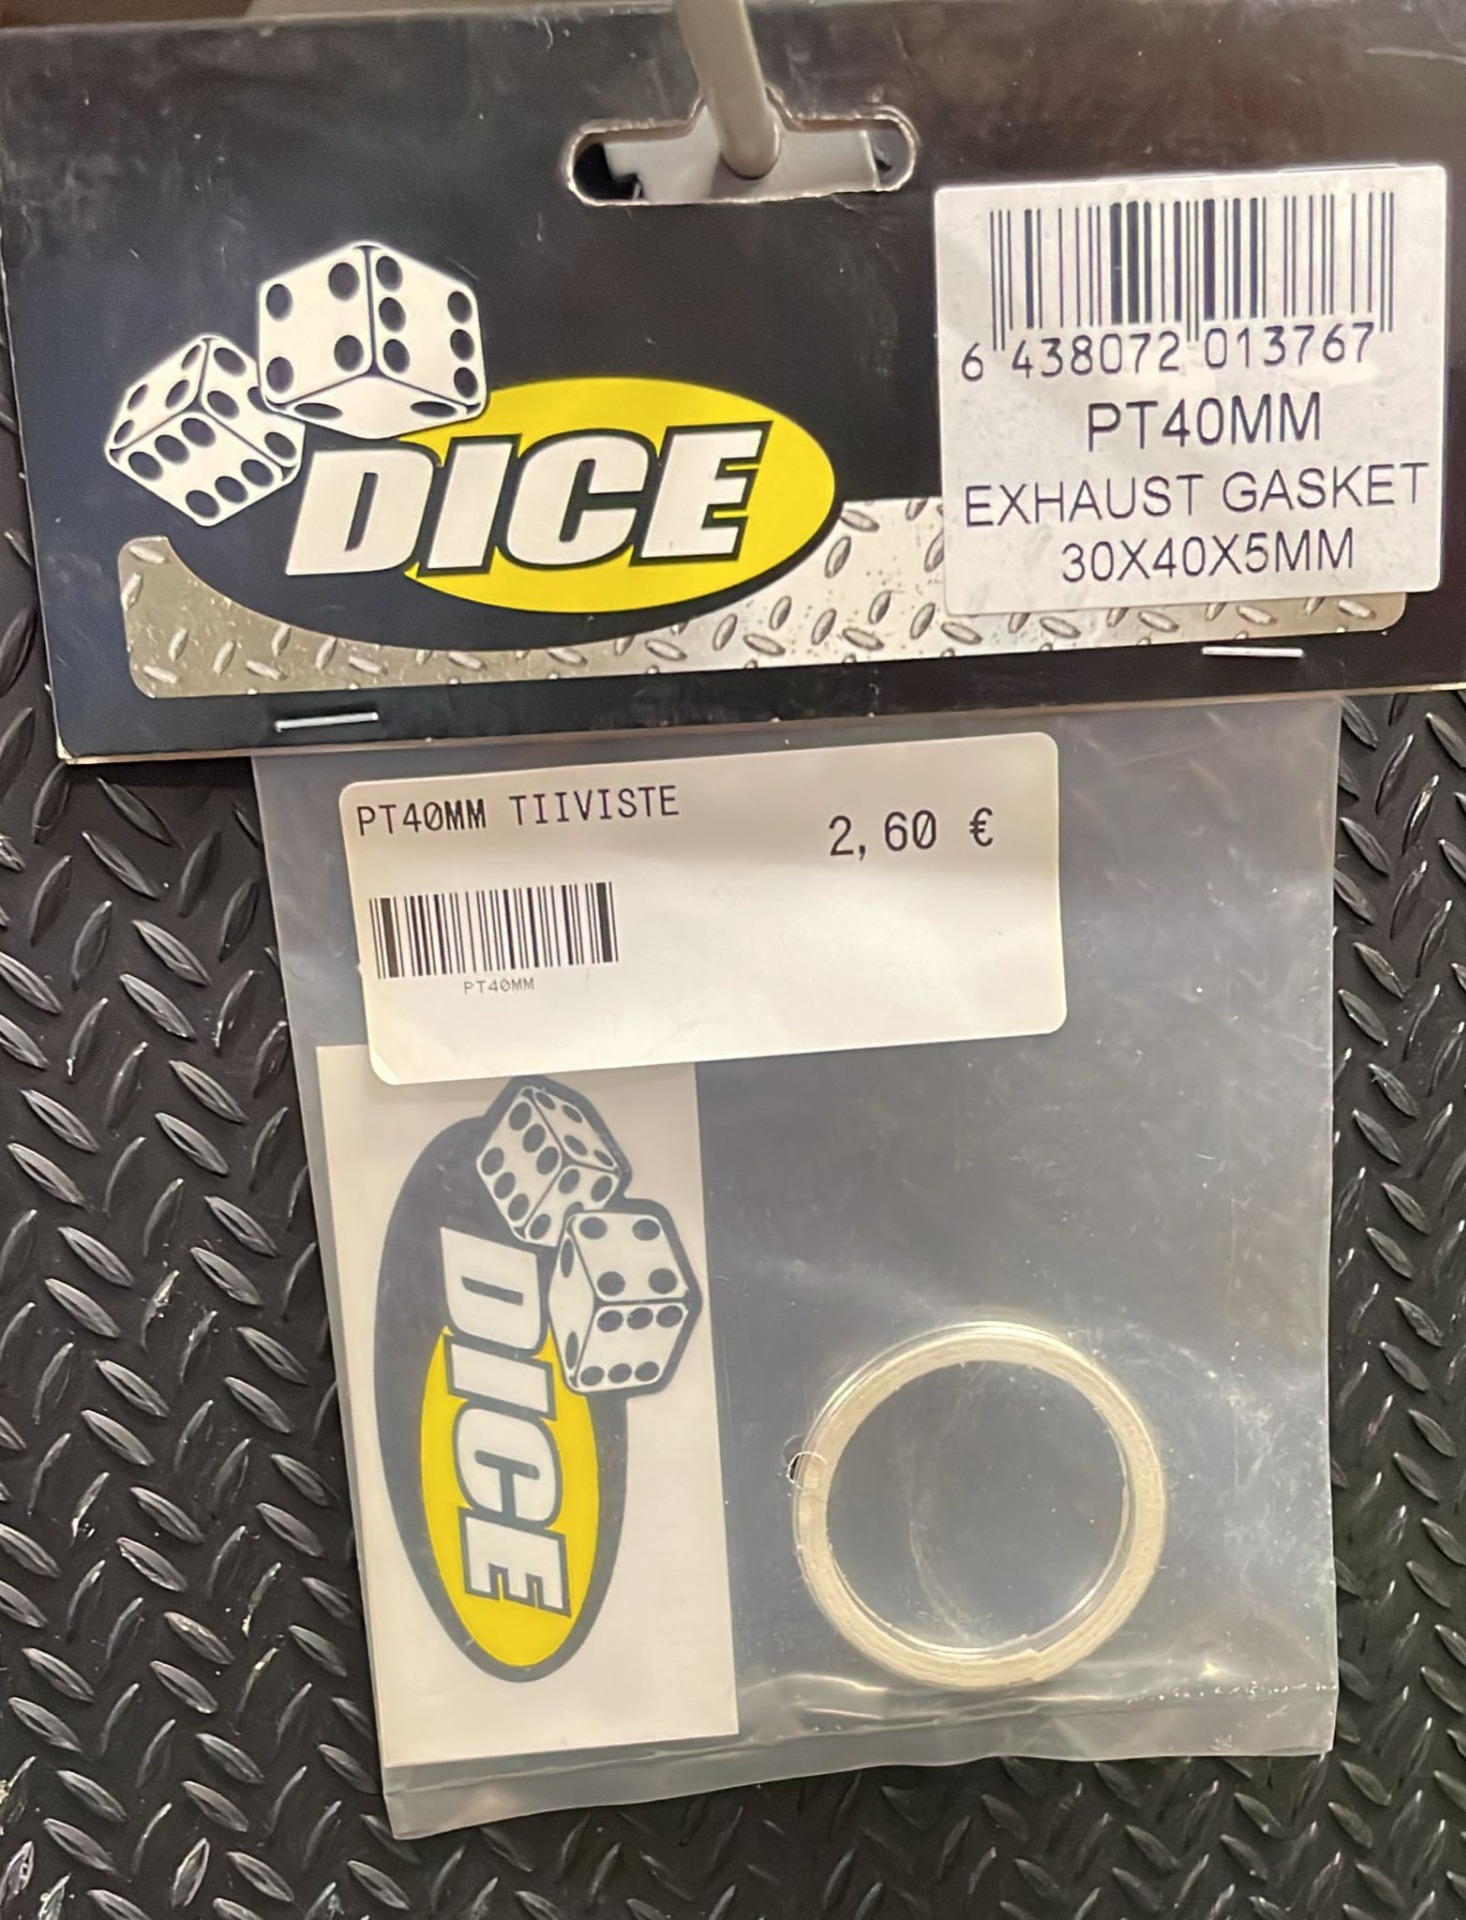 DICE
6 438072 013767
PT40MM
EXHAUST GASKET
30X40X5MM
PT40MM TIIVISTE
2,60 €
PT40MM
DICE